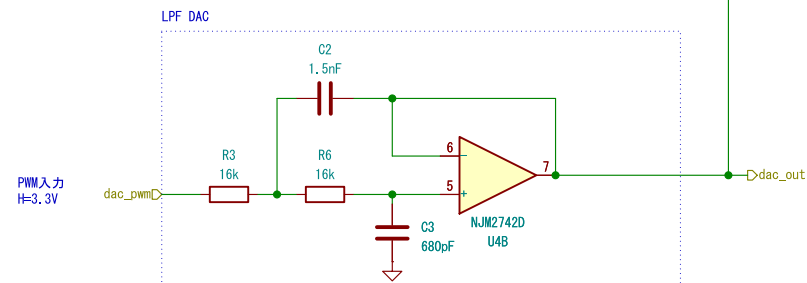 LPF DAC
C2
1.5nF
R3
16k
R6
16k
6
7
5
PWM入力
H=3.3V
dac_pwm
dac_out
C3
680pF
NJM2742D
U4B